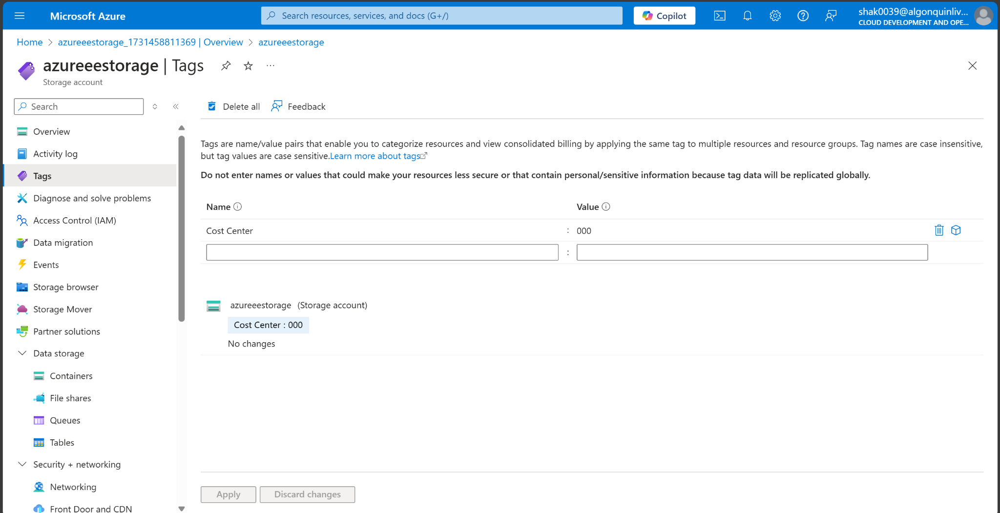 Microsoft Azure
Search resources, services, and docs (G+/)
Copilot
shak0039@algonquinliv...
CLOUD DEVELOPMENT AND OPE...
Home > azureeestorage_1731458811369 | Overview > azureeestorage
azureeestorage | Tags
Storage account
Search
Overview
Activity log
Tags
Diagnose and solve problems
Access Control (IAM)
Data migration
Events
Storage browser
Storage Mover
Partner solutions
Data storage
Containers
File shares
Queues
Tables
Security + networking
Networking
Front Door and CDN
Delete all
Feedback
Tags are name/value pairs that enable you to categorize resources and view consolidated billing by applying the same tag to multiple resources and resource groups. Tag names are case insensitive,
but tag values are case sensitive.Learn more about tags
Do not enter names or values that could make your resources less secure or that contain personal/sensitive information because tag data will be replicated globally.
Name Value
Cost Center : 000
:
azureeestorage (Storage account)
Cost Center : 000
No changes
Apply
Discard changes